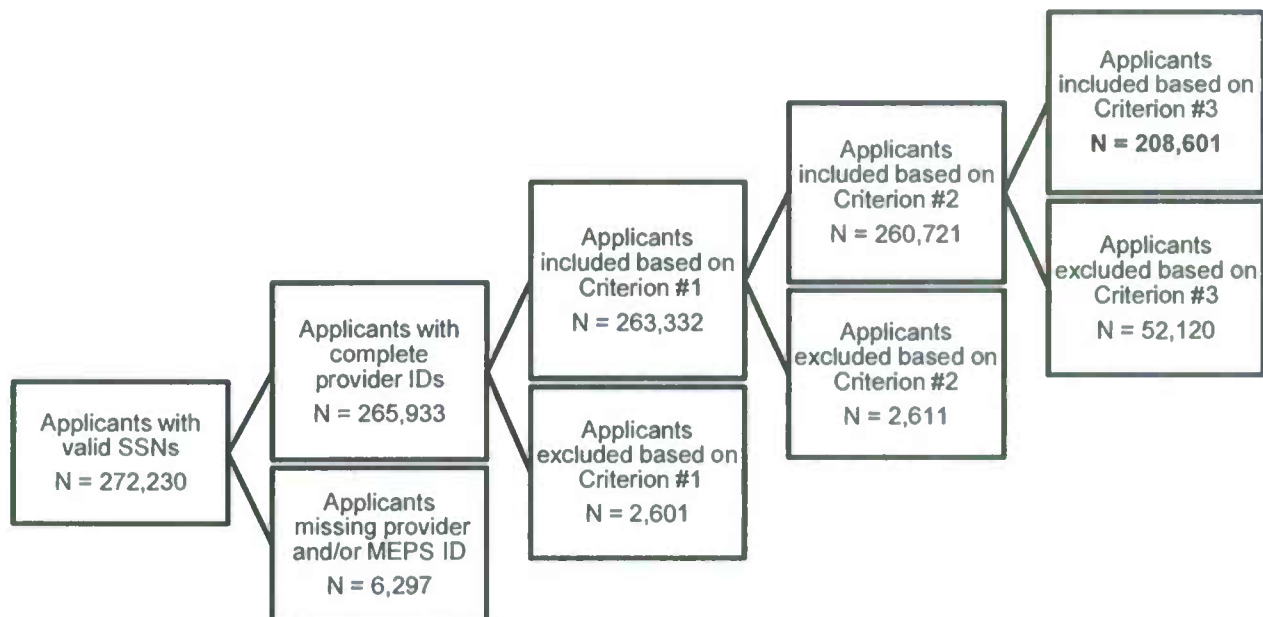 Applicants with
valid SSNs
N = 272,230
Applicants with
complete
provider IDs
N = 265,933
Applicants
missing provider
and/or MEPS ID
N = 6,297
Applicants
included based on
Criterion #1
N = 263,332
Applicants
excluded based on
Criterion #1
N = 2,601
Applicants
included based on
Criterion #2
N = 260,721
Applicants
excluded based on
Criterion #2
N = 2,611
Applicants
included based on
Criterion #3
N = 208,601
Applicants
excluded based on
Criterion #3
N = 52,120